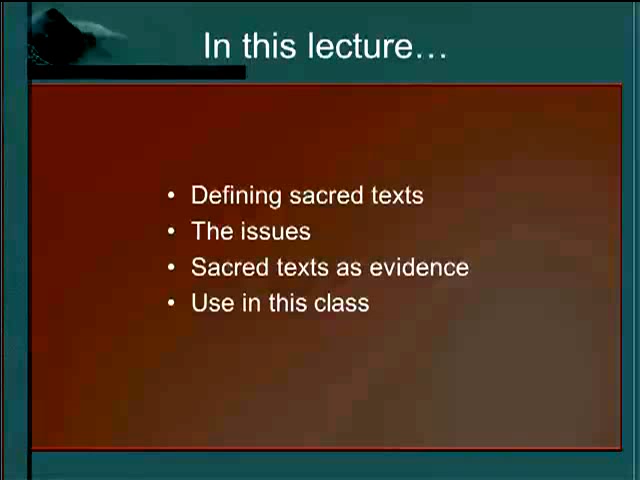 In this lecture…
• Defining sacred texts
• The issues
• Sacred texts as evidence
• Use in this class